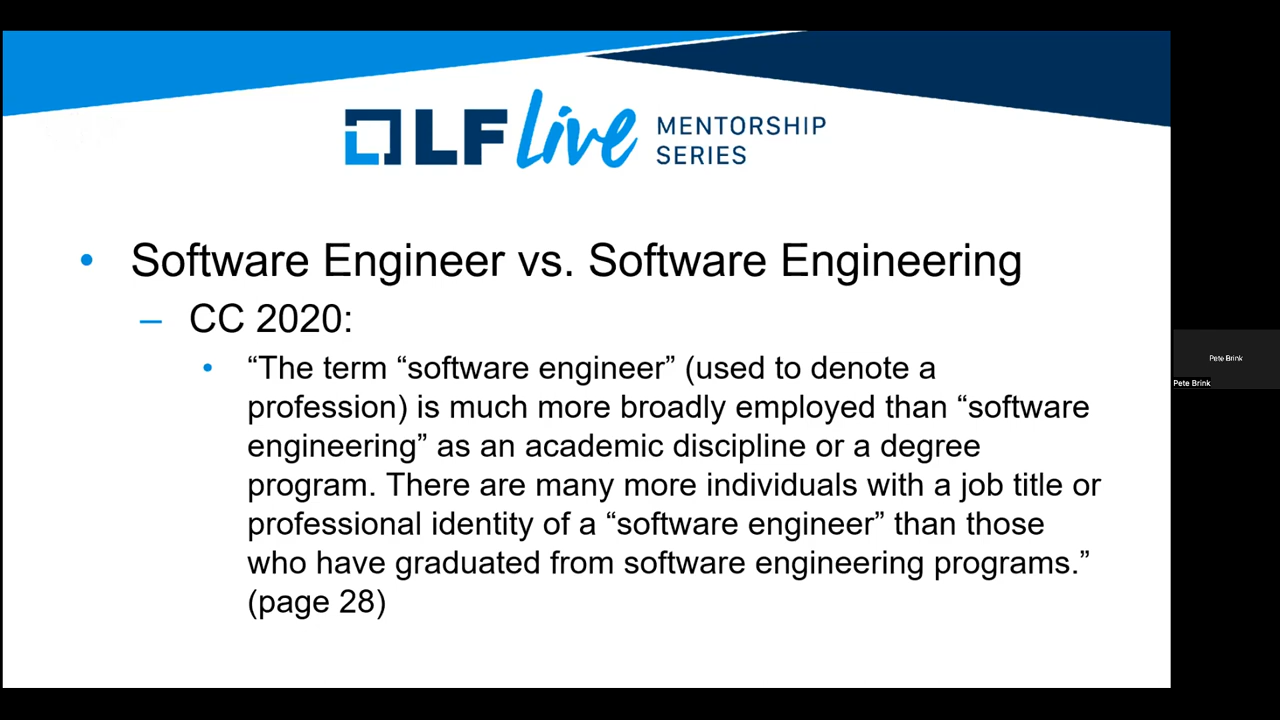 LF Live MENTORSHIP
SERIES
• Software Engineer vs. Software Engineering
– CC 2020:
• “The term “software engineer” (used to denote a
profession) is much more broadly employed than “software
engineering” as an academic discipline or a degree
program. There are many more individuals with a job title or
professional identity of a “software engineer” than those
who have graduated from software engineering programs.”
(page 28)
Pete Brink
Pete Brink